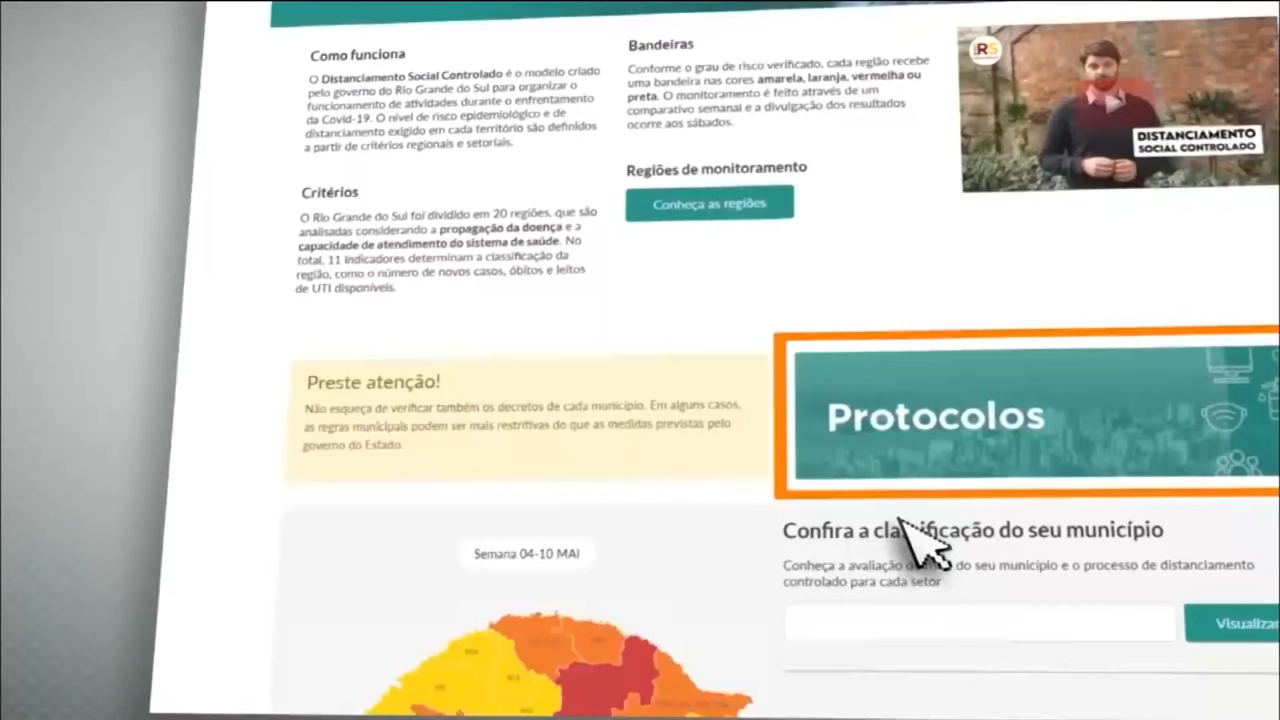 Como funciona
O Distanciamento Social Controlado é o modelo criado
pelo governo do Rio Grande do Sul para organizar o
funcionamento de atividades durante o enfrentamento
da Covid-19. O nível de risco epidemiológico e de
distanciamento exigido em cada território são definidos
a partir de critérios regionais e setoriais.
Critérios
O Rio Grande do Sul foi dividido em 20 regiões, que são
analisadas considerando a propagação da doença e a
capacidade de atendimento do sistema de saúde. No
total, 11 indicadores determinam a classificação da
região, como o número de novos casos, óbitos e leitos
de UTI disponíveis.
Bandeiras
Conforme o grau de risco verificado, cada região recebe
uma bandeira nas cores amarela, laranja, vermelha ou
preta. O monitoramento é feito através de um
comparativo semanal e a divulgação dos resultados
ocorre aos sábados.
Regiões de monitoramento
Conheça as regiões
RS
DISTANCIAMENTO
SOCIAL CONTROLADO
Preste atenção!
Não esqueça de verificar também os decretos de cada município. Em alguns casos,
as regras municipais podem ser mais restritivas do que as medidas previstas pelo
governo do Estado.
Protocolos
Semana 04-10 MAI
Confira a classificação do seu município
Conheça a avaliação do seu município e o processo de distanciamento
controlado para cada setor
Visualizar